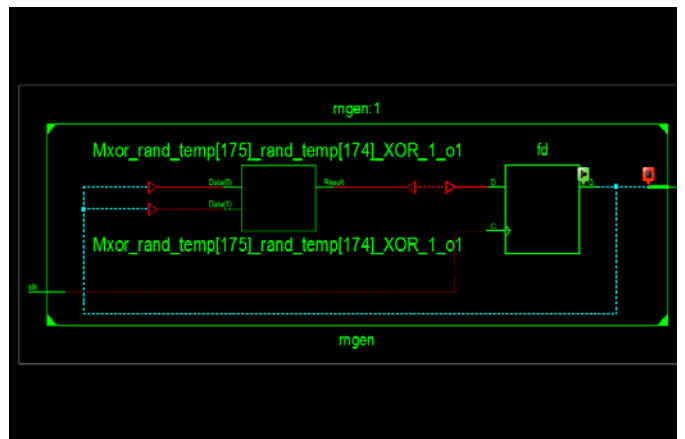 rngen:1
Mxor_rand_temp[175]_rand_temp[174]_XOR_1_o1
fd
Data(0)
Result
D
Q
Data(1)
C
Mxor_rand_temp[175]_rand_temp[174]_XOR_1_o1
clk
rngen